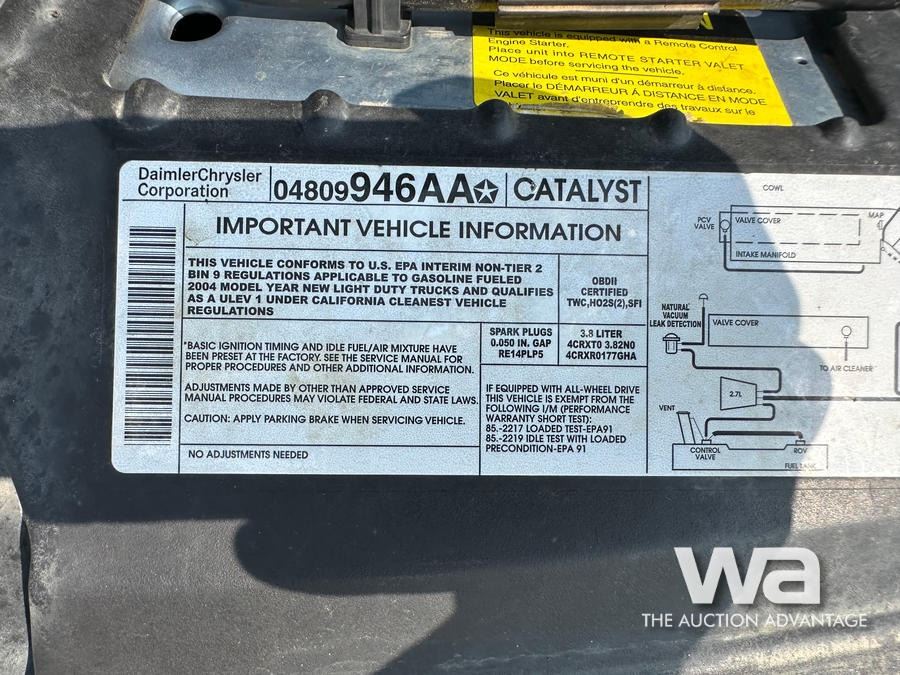 This vehicle is equipped with a Remote Control
Engine Starter.
Place unit into REMOTE STARTER VALET
MODE before servicing the vehicle.
Ce véhicule est muni d'un démarreur à distance.
Placer le DÉMARREUR À DISTANCE EN MODE
VALET avant d'entreprendre des travaux sur le
DaimlerChrysler
Corporation
04809946AA
CATALYST
IMPORTANT VEHICLE INFORMATION
THIS VEHICLE CONFORMS TO U.S. EPA INTERIM NON-TIER 2
BIN 9 REGULATIONS APPLICABLE TO GASOLINE FUELED
2004 MODEL YEAR NEW LIGHT DUTY TRUCKS AND QUALIFIES
AS A ULEV 1 UNDER CALIFORNIA CLEANEST VEHICLE
REGULATIONS
OBDII
CERTIFIED
TWC,HO2S(2),SFI
*BASIC IGNITION TIMING AND IDLE FUEL/AIR MIXTURE HAVE
BEEN PRESET AT THE FACTORY. SEE THE SERVICE MANUAL FOR
PROPER PROCEDURES AND OTHER ADDITIONAL INFORMATION.
ADJUSTMENTS MADE BY OTHER THAN APPROVED SERVICE
MANUAL PROCEDURES MAY VIOLATE FEDERAL AND STATE LAWS.
CAUTION: APPLY PARKING BRAKE WHEN SERVICING VEHICLE.
NO ADJUSTMENTS NEEDED
SPARK PLUGS
0.050 IN. GAP
RE14PLP5
3.8 LITER
4CRXT0 3.82N0
4CRXR0177GHA
IF EQUIPPED WITH ALL-WHEEL DRIVE
THIS VEHICLE IS EXEMPT FROM THE
FOLLOWING I/M (PERFORMANCE
WARRANTY SHORT TEST):
85.-2217 LOADED TEST-EPA91
85.-2219 IDLE TEST WITH LOADED
PRECONDITION-EPA 91
COWL
PCV
VALVE
VALVE COVER
MAP
INTAKE MANIFOLD
NATURAL
VACUUM
LEAK DETECTION
VALVE COVER
TO AIR CLEANER
2.7L
VENT
CONTROL
VALVE
ROV
FUEL TANK
wa
THE AUCTION ADVANTAGE